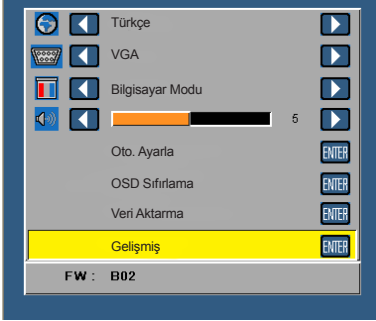 Türkçe
VGA
Bilgisayar Modu
5
Oto. Ayarla ENTER
OSD Sıfırlama ENTER
Veri Aktarma ENTER
Gelişmiş ENTER
FW : B02